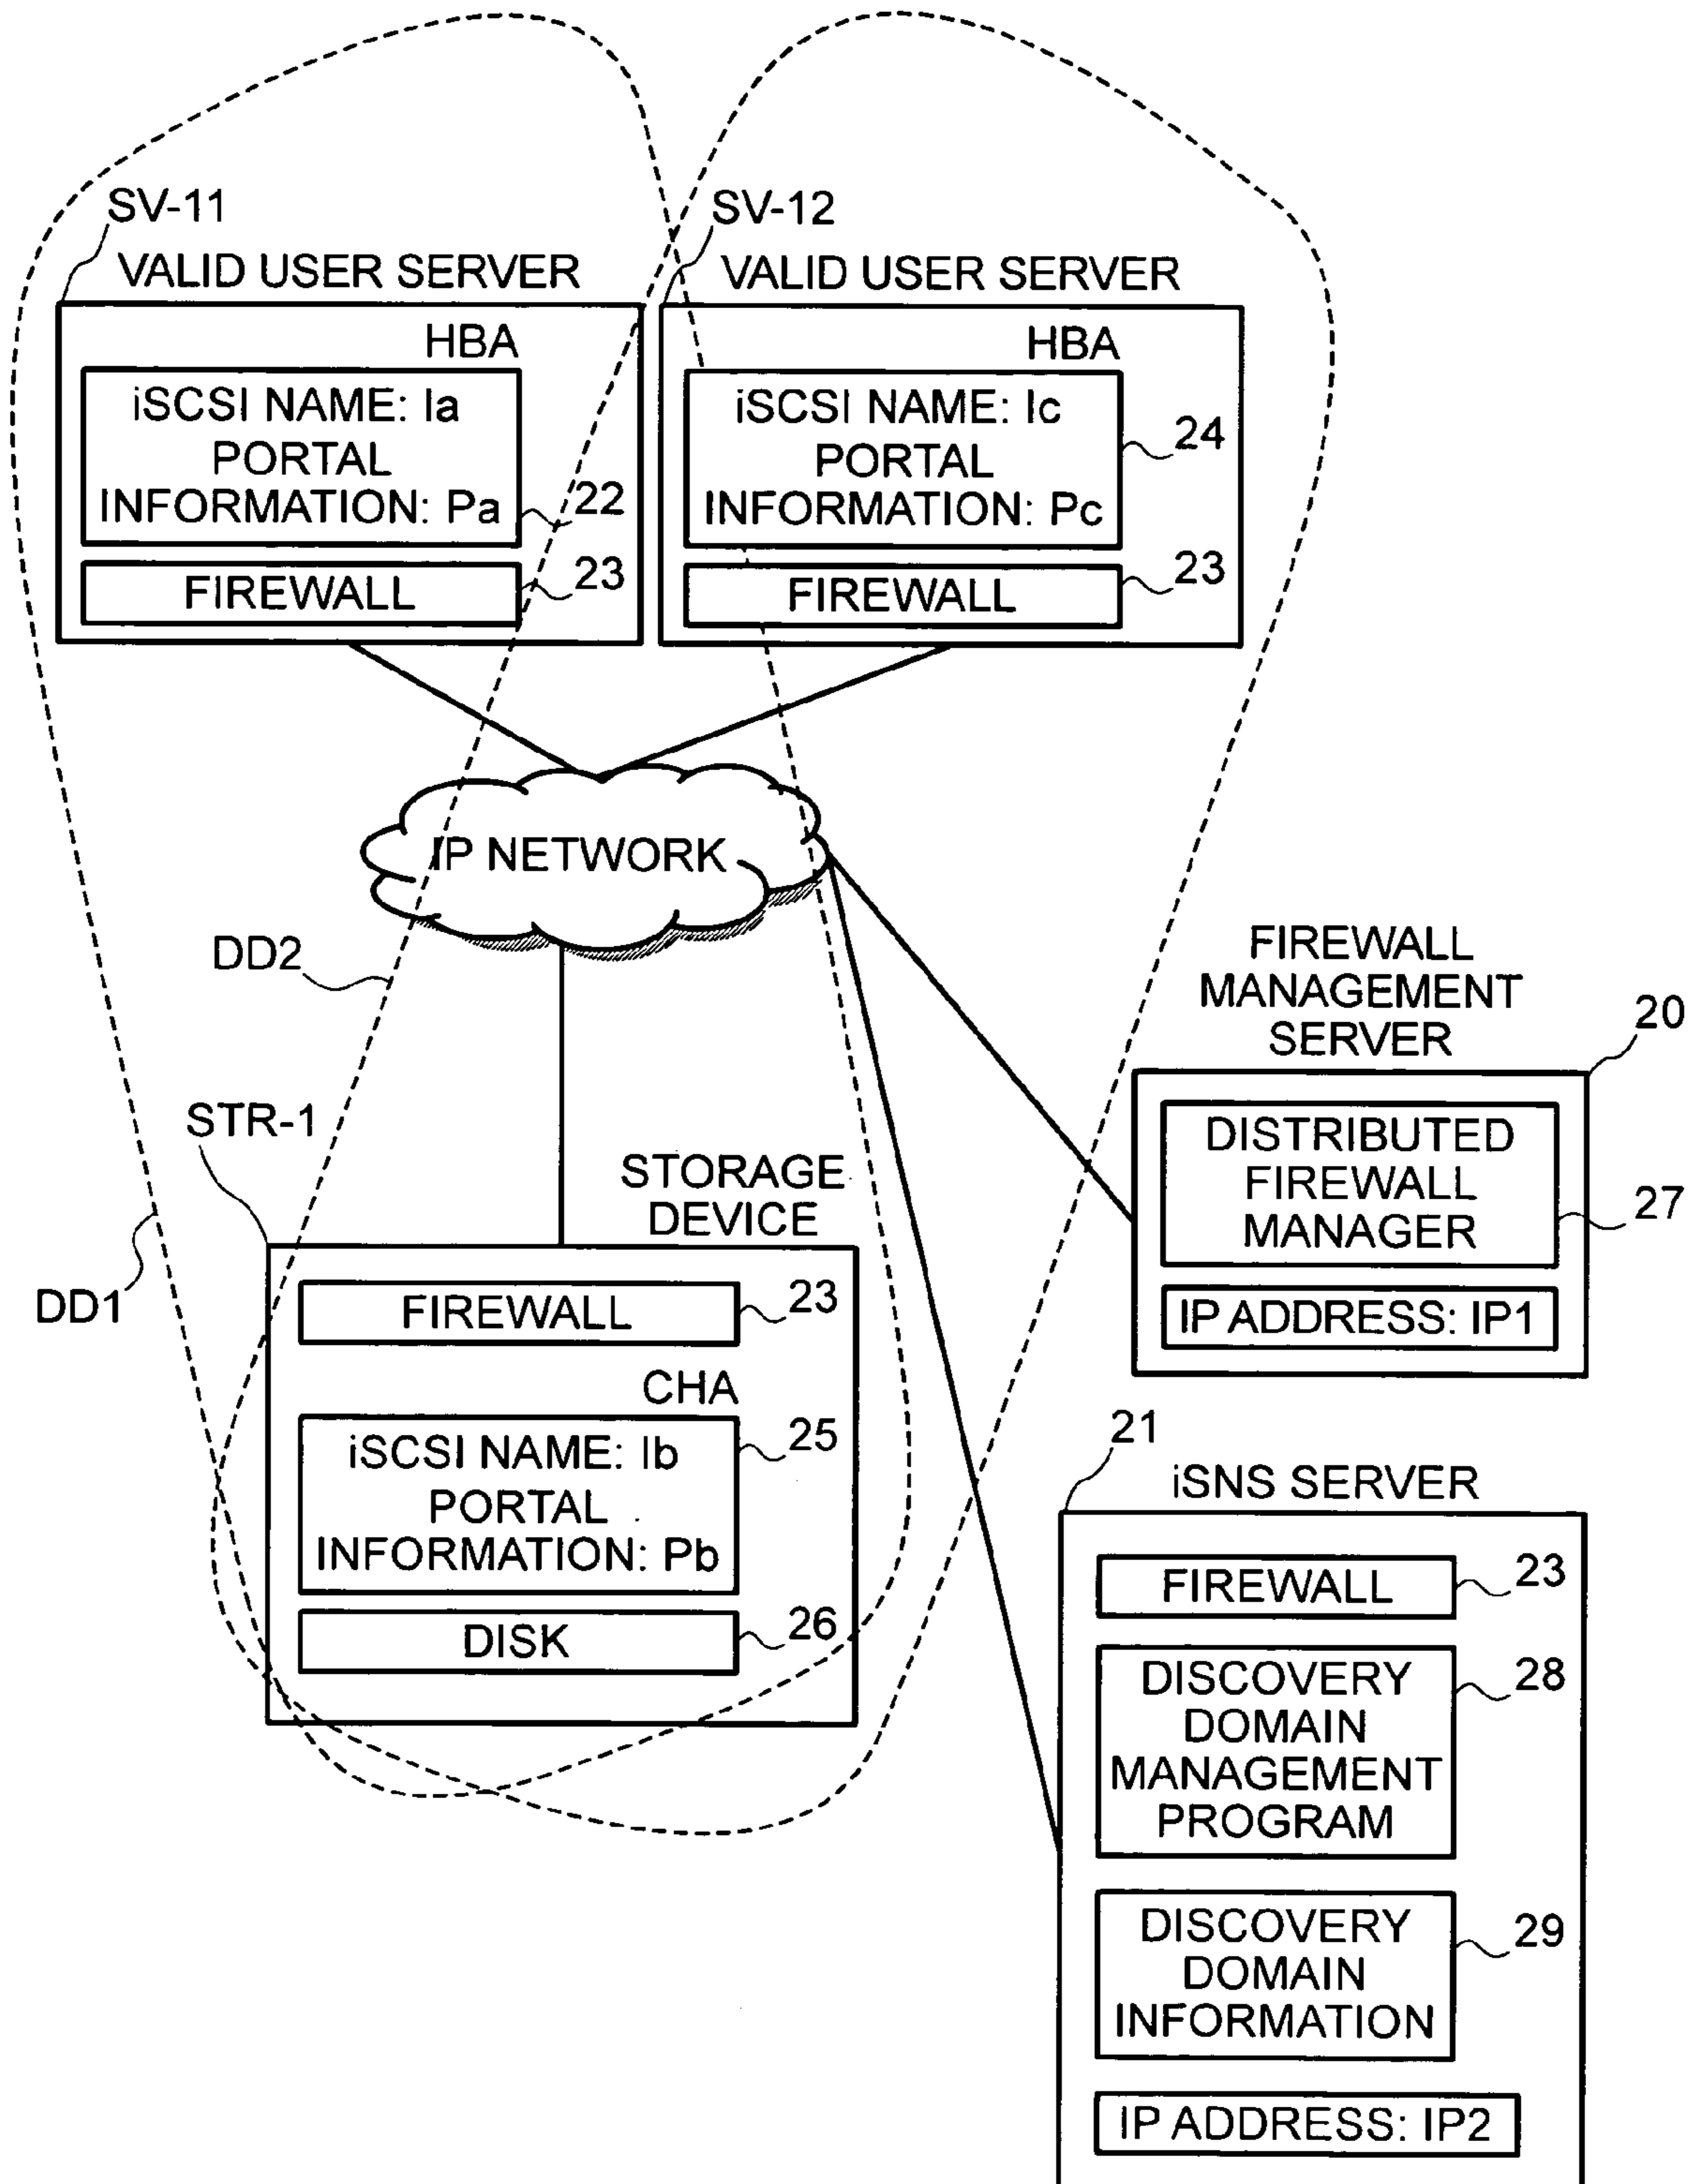 SV-11
VALID USER SERVER
HBA
iSCSI NAME: Ia
PORTAL
INFORMATION: Pa
22
FIREWALL
23
SV-12
VALID USER SERVER
HBA
iSCSI NAME: Ic
PORTAL
INFORMATION: Pc
24
FIREWALL
23
IP NETWORK
DD2
DD1
STR-1
STORAGE
DEVICE
FIREWALL
23
CHA
iSCSI NAME: Ib
PORTAL
INFORMATION: Pb
25
DISK
26
FIREWALL
MANAGEMENT
SERVER
20
DISTRIBUTED
FIREWALL
MANAGER
27
IP ADDRESS: IP1
21
iSNS SERVER
FIREWALL
23
DISCOVERY
DOMAIN
MANAGEMENT
PROGRAM
28
DISCOVERY
DOMAIN
INFORMATION
29
IP ADDRESS: IP2